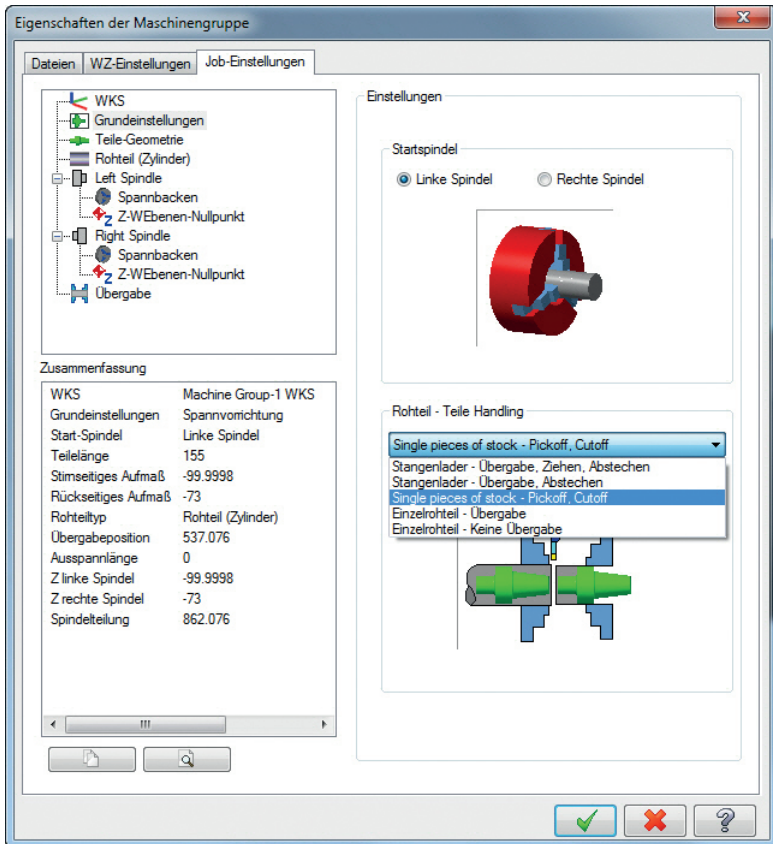 Eigenschaften der Maschinengruppe
Dateien WZ-Einstellungen Job-Einstellungen
WKS
Grundeinstellungen
Teile-Geometrie
Rohteil (Zylinder)
Left Spindle
Spannbacken
Z Z-WEbenen-Nullpunkt
Right Spindle
Spannbacken
Z Z-WEbenen-Nullpunkt
Übergabe
Zusammenfassung
WKS Machine Group-1 WKS
Grundeinstellungen Spannvorrichtung
Start-Spindel Linke Spindel
Teilelänge 155
Stirnseitiges Aufmaß -99.9998
Rückseitiges Aufmaß -73
Rohteiltyp Rohteil (Zylinder)
Übergabeposition 537.076
Ausspannlänge 0
Z linke Spindel -99.9998
Z rechte Spindel -73
Spindelteilung 862.076
Einstellungen
Startspindel
Linke Spindel Rechte Spindel
Rohteil - Teile Handling
Single pieces of stock - Pickoff, Cutoff
Stangenlader - Übergabe, Ziehen, Abstechen
Stangenlader - Übergabe, Abstechen
Single pieces of stock - Pickoff, Cutoff
Einzelrohteil - Übergabe
Einzelrohteil - Keine Übergabe